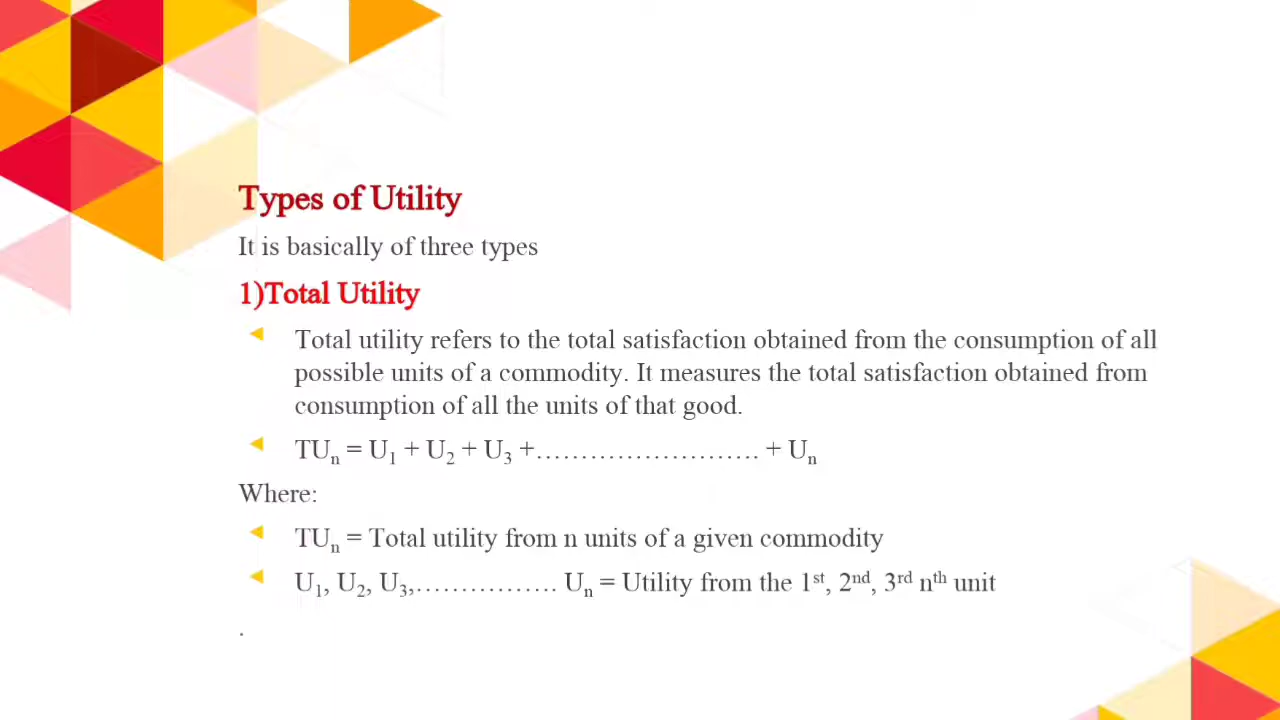 Types of Utility
It is basically of three types
1)Total Utility
Total utility refers to the total satisfaction obtained from the consumption of all
possible units of a commodity. It measures the total satisfaction obtained from
consumption of all the units of that good.
TUₙ = U₁ + U₂ + U₃ +……………………. + Uₙ
Where:
TUₙ = Total utility from n units of a given commodity
U₁, U₂, U₃,……………. Uₙ = Utility from the 1ˢᵗ, 2ⁿᵈ, 3ʳᵈ nᵗʰ unit
.